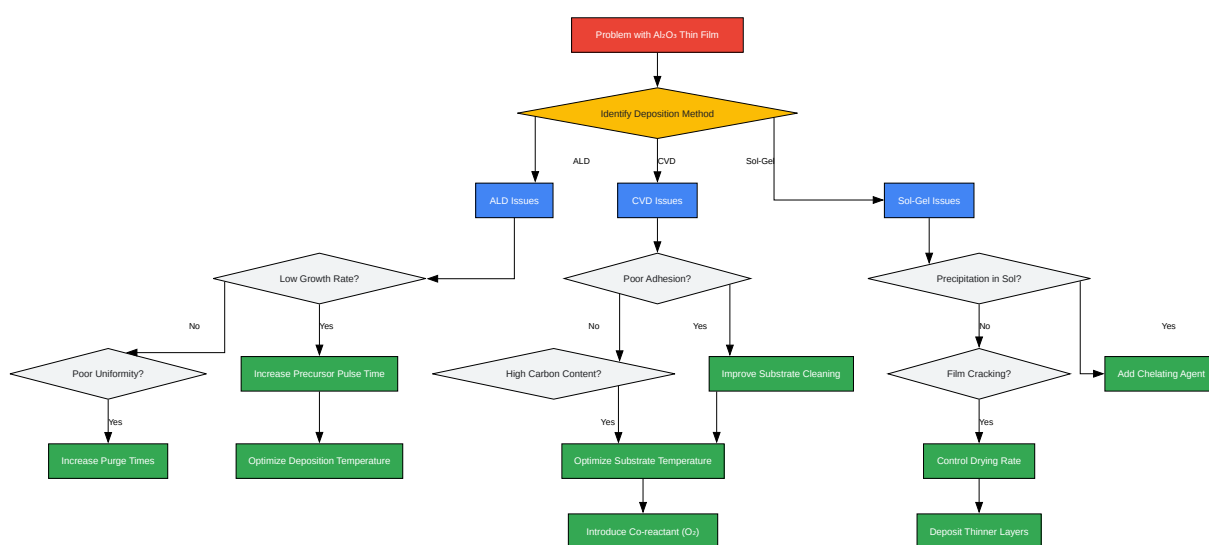 Problem with Al₂O₃ Thin Film
Identify Deposition Method
ALD
CVD
Sol-Gel
ALD Issues
CVD Issues
Sol-Gel Issues
Low Growth Rate?
Poor Adhesion?
Precipitation in Sol?
No
Yes
No
Yes
No
Yes
Poor Uniformity?
Increase Precursor Pulse Time
High Carbon Content?
Improve Substrate Cleaning
Film Cracking?
Add Chelating Agent
Yes
Yes
Yes
Increase Purge Times
Optimize Deposition Temperature
Optimize Substrate Temperature
Control Drying Rate
Introduce Co-reactant (O₂)
Deposit Thinner Layers